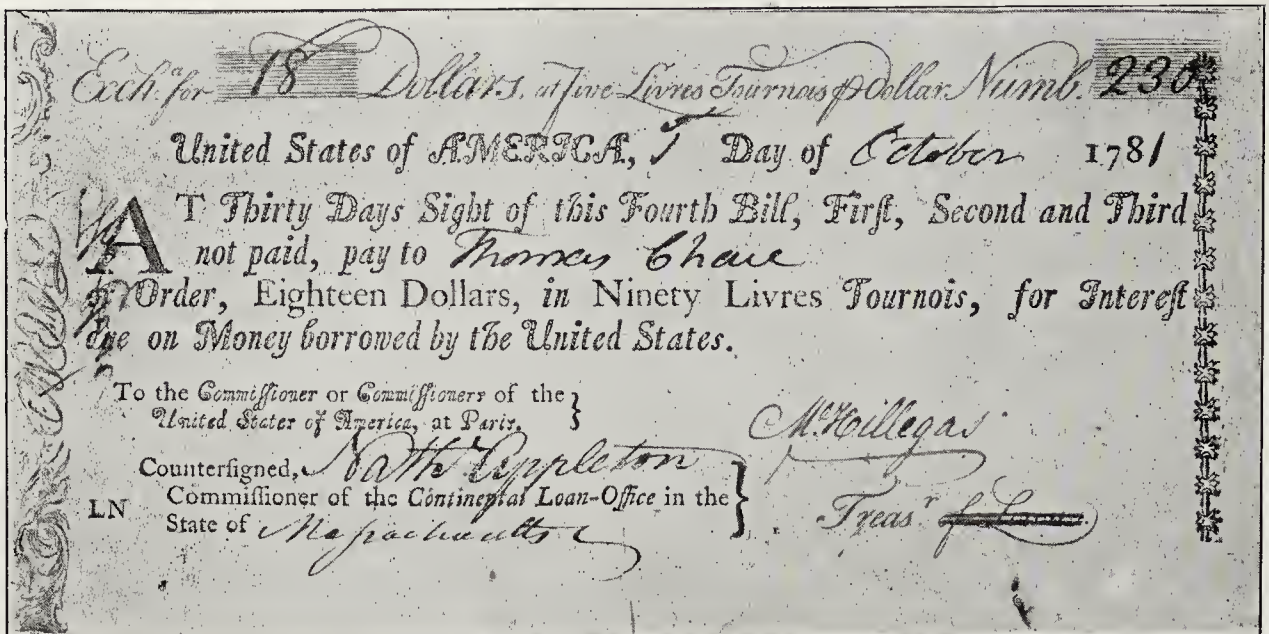 Exchᵃ. for 18 Dollars. at Five Livres Tournois ⅌ dollar. Numb. 230
United States of AMERICA, 5 Day of October 1781
AT Thirty Days Sight of this Fourth Bill, Firſt, Second and Third
not paid, pay to Thomas Chase
or Order, Eighteen Dollars, in Ninety Livres Tournois, for Intereſt
due on Money borrowed by the United States.
To the Commiſſioner or Commiſſioners of the
United States of America, at Paris.
M. Hillegas
Counterſigned, Nathˡ Appleton
Commiſſioner of the Continental Loan-Office in the
LN State of Massachusetts
Treasʳ